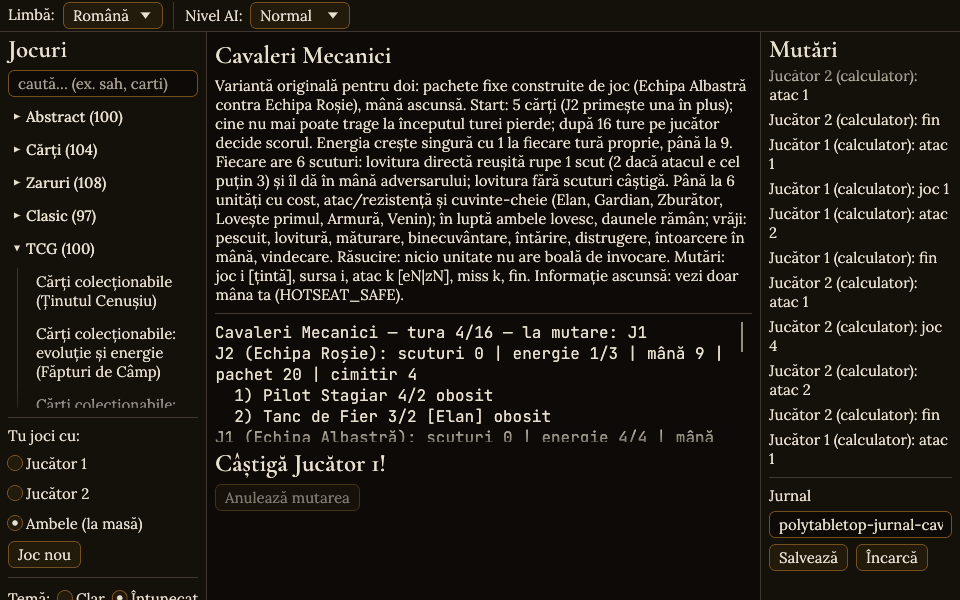 Limbă: Română Nivel AI: Normal
Jocuri
caută... (ex. sah, carti)
Abstract (100)
Cărți (104)
Zaruri (108)
Clasic (97)
TCG (100)
Cărți colecționabile
(Ținutul Cenușiu)
Cărți colecționabile:
evoluție și energie
(Făpturi de Câmp)
Cărți colecționabile:
Tu joci cu:
Jucător 1
Jucător 2
Ambele (la masă)
Joc nou
Temă: Clar Întunecat
Cavaleri Mecanici
Variantă originală pentru doi: pachete fixe construite de joc (Echipa Albastră
contra Echipa Roșie), mână ascunsă. Start: 5 cărți (J2 primește una în plus);
cine nu mai poate trage la începutul turei pierde; după 16 ture pe jucător
decide scorul. Energia crește singură cu 1 la fiecare tură proprie, până la 9.
Fiecare are 6 scuturi: lovitura directă reușită rupe 1 scut (2 dacă atacul e cel
puțin 3) și îl dă în mână adversarului; lovitura fără scuturi câștigă. Până la 6
unități cu cost, atac/rezistență și cuvinte-cheie (Elan, Gardian, Zburător,
Lovește primul, Armură, Venin); în luptă ambele lovesc, daunele rămân; vrăji:
pescuit, lovitură, măturare, binecuvântare, întărire, distrugere, întoarcere în
mână, vindecare. Răsucire: nicio unitate nu are boală de invocare. Mutări:
joc i [țintă], sursa i, atac k [eN|zN], miss k, fin. Informație ascunsă: vezi doar
mâna ta (HOTSEAT_SAFE).
Cavaleri Mecanici — tura 4/16 — la mutare: J1
J2 (Echipa Roșie): scuturi 0 | energie 1/3 | mână 9 |
pachet 20 | cimitir 4
1) Pilot Stagiar 4/2 obosit
2) Tanc de Fier 3/2 [Elan] obosit
J1 (Echipa Albastră): scuturi 0 | energie 4/4 | mână
Câștigă Jucător 1!
Anulează mutarea
Mutări
Jucător 2 (calculator):
atac 1
Jucător 2 (calculator): fin
Jucător 1 (calculator): atac
1
Jucător 1 (calculator): joc 1
Jucător 1 (calculator): atac
2
Jucător 1 (calculator): fin
Jucător 2 (calculator):
atac 1
Jucător 2 (calculator): joc
4
Jucător 2 (calculator):
atac 2
Jucător 2 (calculator): fin
Jucător 1 (calculator): atac
1
Jurnal
polytabletop-jurnal-cav
Salvează Încarcă